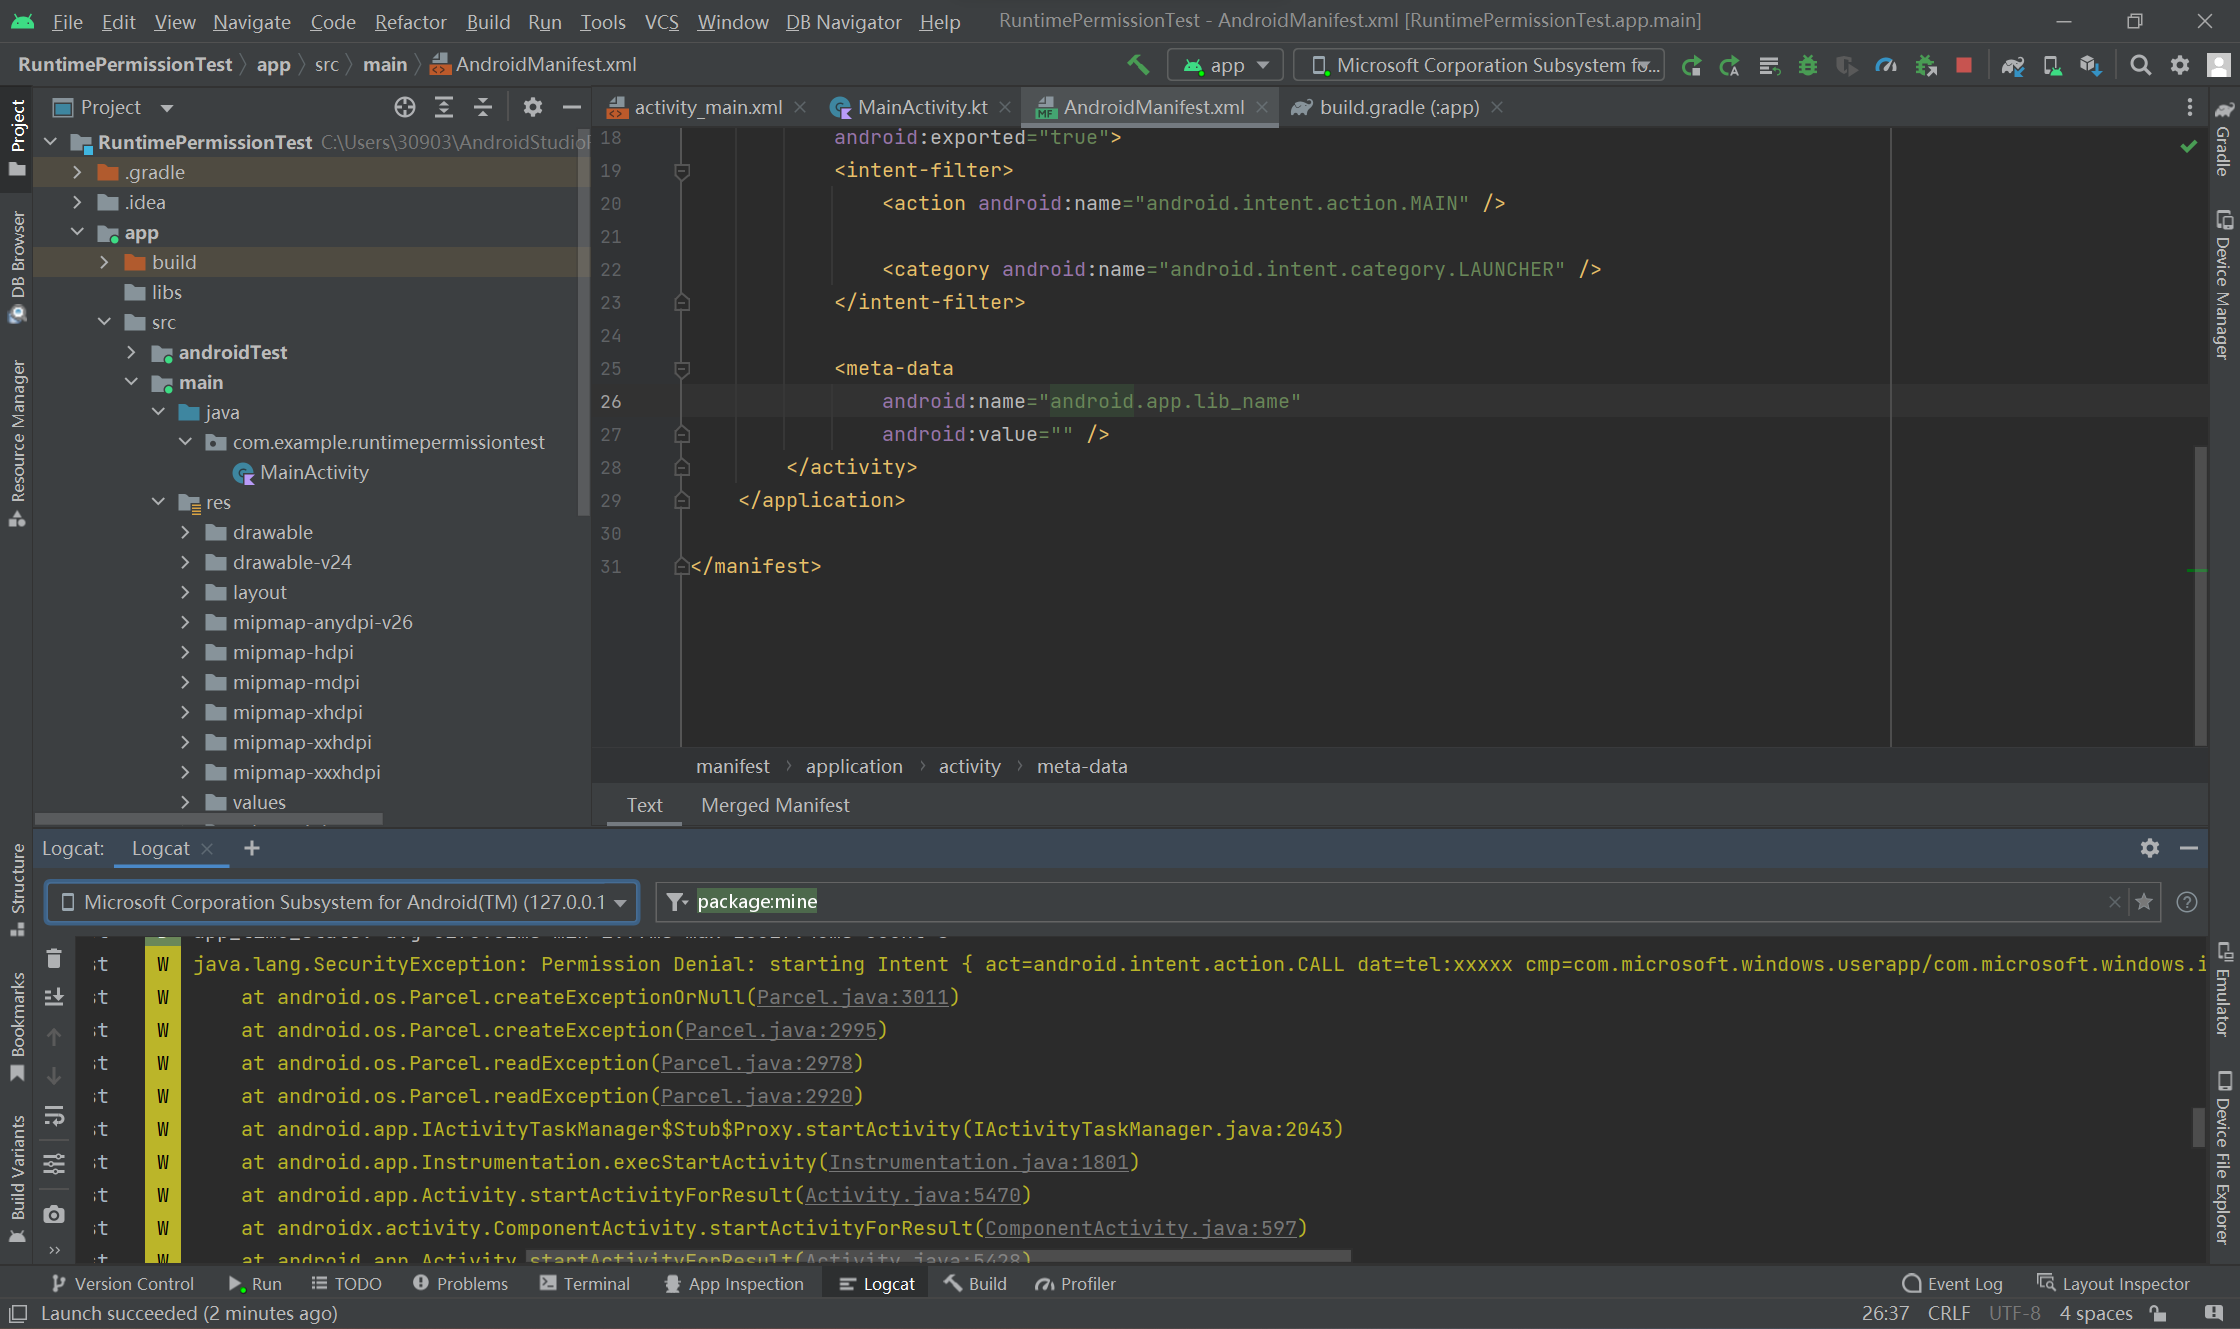 File Edit View Navigate Code Refactor Build Run Tools VCS Window DB Navigator Help RuntimePermissionTest - AndroidManifest.xml [RuntimePermissionTest.app.main]
RuntimePermissionTest app src main AndroidManifest.xml app Microsoft Corporation Subsystem fo...
Project
activity_main.xml MainActivity.kt AndroidManifest.xml build.gradle (:app)
RuntimePermissionTest C:\Users\30903\AndroidStudio
.gradle
.idea
app
build
libs
src
androidTest
main
java
com.example.runtimepermissiontest
MainActivity
res
drawable
drawable-v24
layout
mipmap-anydpi-v26
mipmap-hdpi
mipmap-mdpi
mipmap-xhdpi
mipmap-xxhdpi
mipmap-xxxhdpi
values
18 android:exported="true">
19 <intent-filter>
20 <action android:name="android.intent.action.MAIN" />
21
22 <category android:name="android.intent.category.LAUNCHER" />
23 </intent-filter>
24
25 <meta-data
26 android:name="android.app.lib_name"
27 android:value="" />
28 </activity>
29 </application>
30
31 </manifest>
manifest application activity meta-data
Text Merged Manifest
Project
DB Browser
Resource Manager
Structure
Bookmarks
Build Variants
Gradle
Device Manager
Emulator
Device File Explorer
Logcat: Logcat
Microsoft Corporation Subsystem for Android(TM) (127.0.0.1 package:mine
st W java.lang.SecurityException: Permission Denial: starting Intent { act=android.intent.action.CALL dat=tel:xxxxx cmp=com.microsoft.windows.userapp/com.microsoft.windows.i
st W at android.os.Parcel.createExceptionOrNull(Parcel.java:3011)
st W at android.os.Parcel.createException(Parcel.java:2995)
st W at android.os.Parcel.readException(Parcel.java:2978)
st W at android.os.Parcel.readException(Parcel.java:2920)
st W at android.app.IActivityTaskManager$Stub$Proxy.startActivity(IActivityTaskManager.java:2043)
st W at android.app.Instrumentation.execStartActivity(Instrumentation.java:1801)
st W at android.app.Activity.startActivityForResult(Activity.java:5470)
st W at androidx.activity.ComponentActivity.startActivityForResult(ComponentActivity.java:597)
st W at android.app.Activity.startActivityForResult(Activity.java:5428)
Version Control Run TODO Problems Terminal App Inspection Logcat Build Profiler Event Log Layout Inspector
Launch succeeded (2 minutes ago) 26:37 CRLF UTF-8 4 spaces